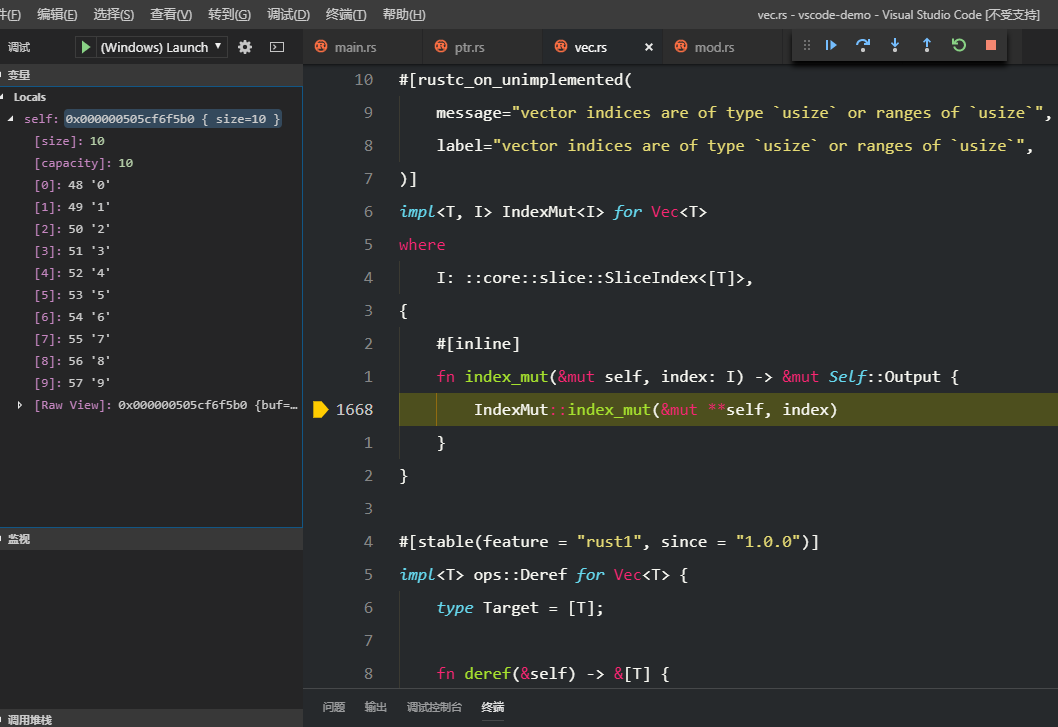 件(F) 编辑(E) 选择(S) 查看(V) 转到(G) 调试(D) 终端(T) 帮助(H) vec.rs - vscode-demo - Visual Studio Code [不受支持]
调试 (Windows) Launch
main.rs ptr.rs vec.rs × mod.rs
变量
Locals
self: 0x000000505cf6f5b0 { size=10 }
[size]: 10
[capacity]: 10
[0]: 48 '0'
[1]: 49 '1'
[2]: 50 '2'
[3]: 51 '3'
[4]: 52 '4'
[5]: 53 '5'
[6]: 54 '6'
[7]: 55 '7'
[8]: 56 '8'
[9]: 57 '9'
[Raw View]: 0x000000505cf6f5b0 {buf=…
监视
调用堆栈
10 #[rustc_on_unimplemented(
9 message="vector indices are of type `usize` or ranges of `usize`",
8 label="vector indices are of type `usize` or ranges of `usize`",
7 )]
6 impl<T, I> IndexMut<I> for Vec<T>
5 where
4 I: ::core::slice::SliceIndex<[T]>,
3 {
2 #[inline]
1 fn index_mut(&mut self, index: I) -> &mut Self::Output {
1668 IndexMut::index_mut(&mut **self, index)
1 }
2 }
3
4 #[stable(feature = "rust1", since = "1.0.0")]
5 impl<T> ops::Deref for Vec<T> {
6 type Target = [T];
7
8 fn deref(&self) -> &[T] {
问题 输出 调试控制台 终端